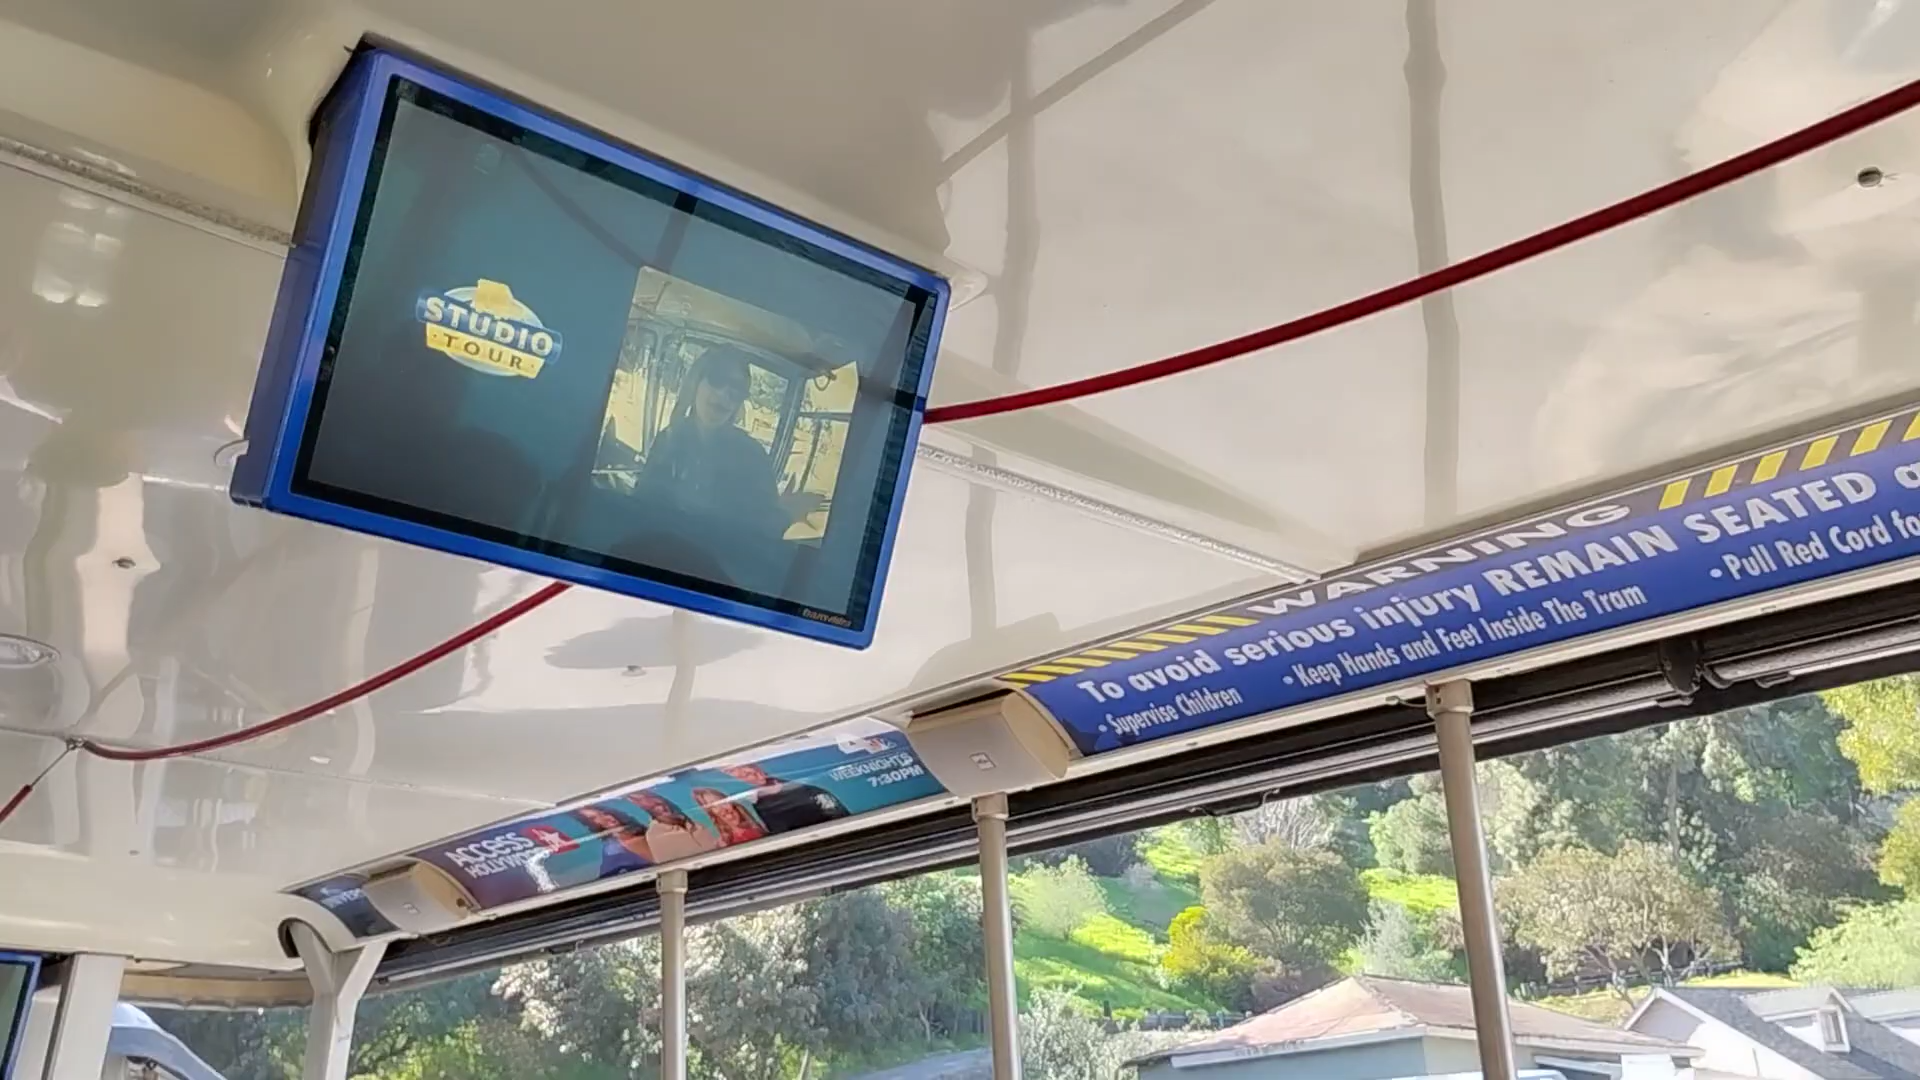 STUDIO
TOUR
WARNING
To avoid serious injury REMAIN SEATED
• Supervise Children
• Keep Hands and Feet Inside The Tram
• Pull Red Cord
WEEKNIGHTS
7:30PM
ACCESS
HOLLYWOOD